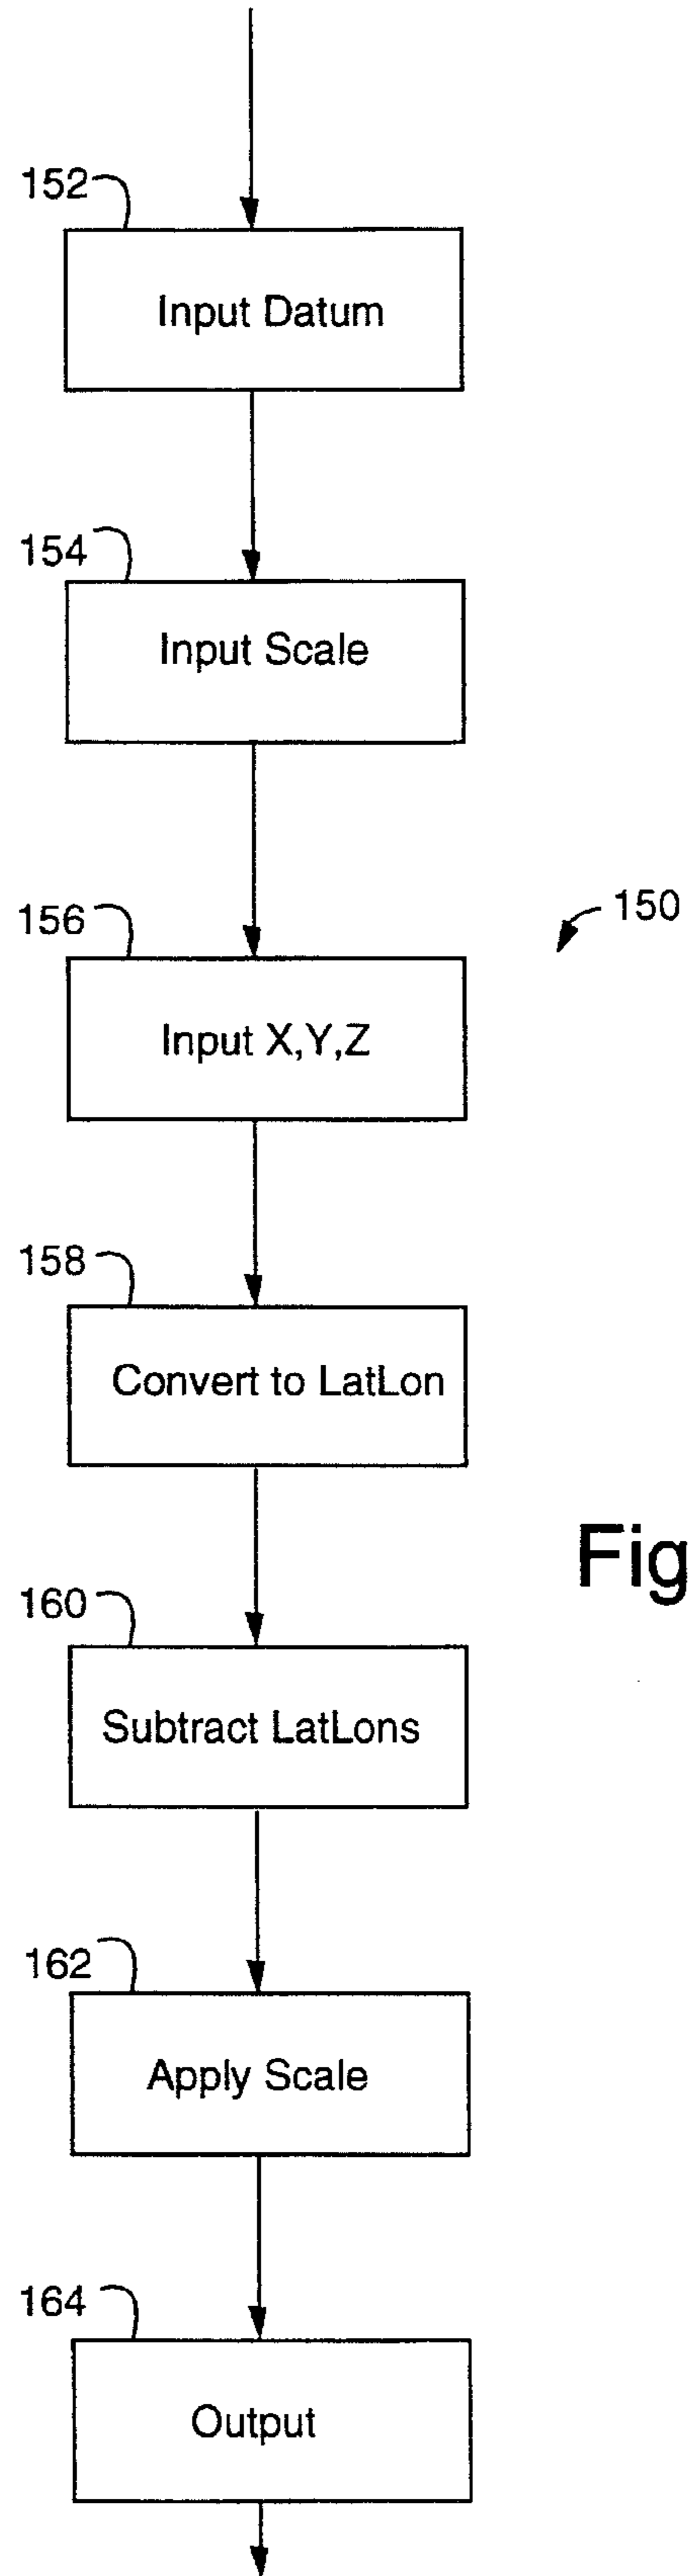 152
Input Datum
154
Input Scale
156
150
Input X,Y,Z
158
Convert to LatLon
Fig
160
Subtract LatLons
162
Apply Scale
164
Output